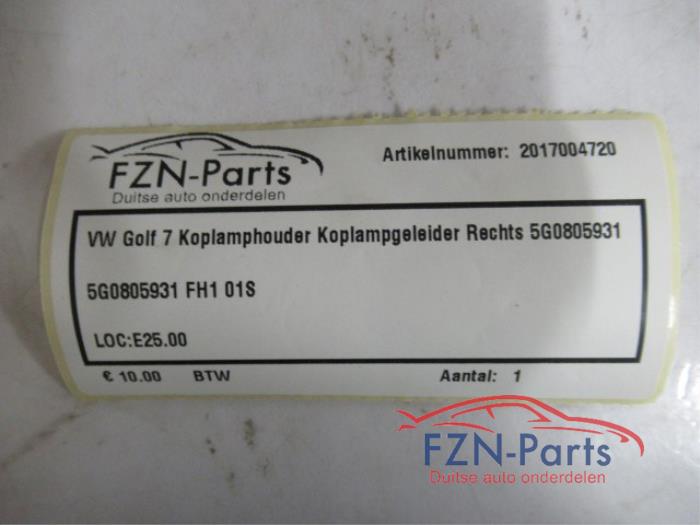 FZN-Parts
Duitse auto onderdelen
Artikelnummer: 2017004720
VW Golf 7 Koplamphouder Koplampgeleider Rechts 5G0805931
5G0805931 FH1 01S
LOC:E25.00
€ 10.00 BTW Aantal: 1
FZN-Parts
Duitse auto onderdelen